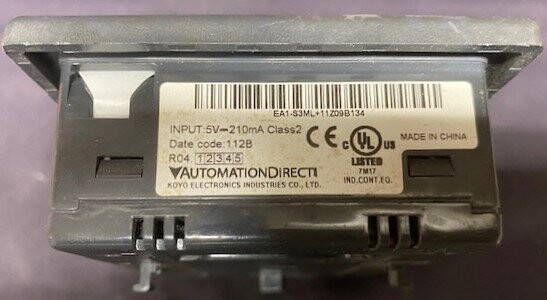 EA1-S3ML+11Z09B134
INPUT:5V⎓210mA Class2
Date code:112B
R04 12345
AUTOMATIONDIRECT
KOYO ELECTRONICS INDUSTRIES CO., LTD.
CE
C UL US
LISTED
7M17
IND.CONT.EQ.
MADE IN CHINA